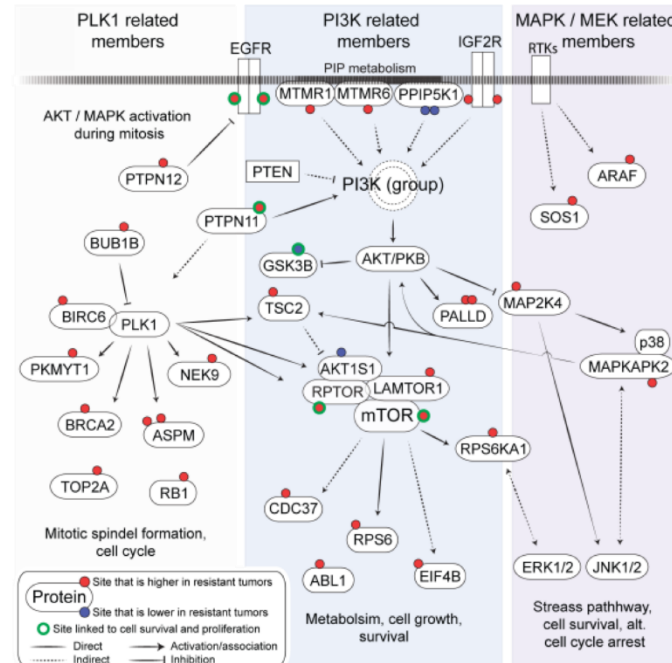 PLK1 related
members
PI3K related
members
MAPK / MEK related
members
EGFR
PIP metabolism
IGF2R
RTKs
MTMR1
MTMR6
PPIP5K1
AKT / MAPK activation
during mitosis
PTPN12
PTEN
PI3K (group)
ARAF
SOS1
PTPN11
BUB1B
GSK3B
AKT/PKB
BIRC6
PLK1
TSC2
PALLD
MAP2K4
p38
MAPKAPK2
PKMYT1
NEK9
AKT1S1
RPTOR
LAMTOR1
mTOR
BRCA2
ASPM
RPS6KA1
TOP2A
RB1
CDC37
RPS6
Mitotic spindel formation,
cell cycle
ABL1
EIF4B
ERK1/2
JNK1/2
Metabolsim, cell growth,
survival
Streass pathhway,
cell survival, alt.
cell cycle arrest
Protein
Site that is higher in resistant tumors
Site that is lower in resistant tumors
Site linked to cell survival and proliferation
Direct
Activation/association
Indirect
Inhibition